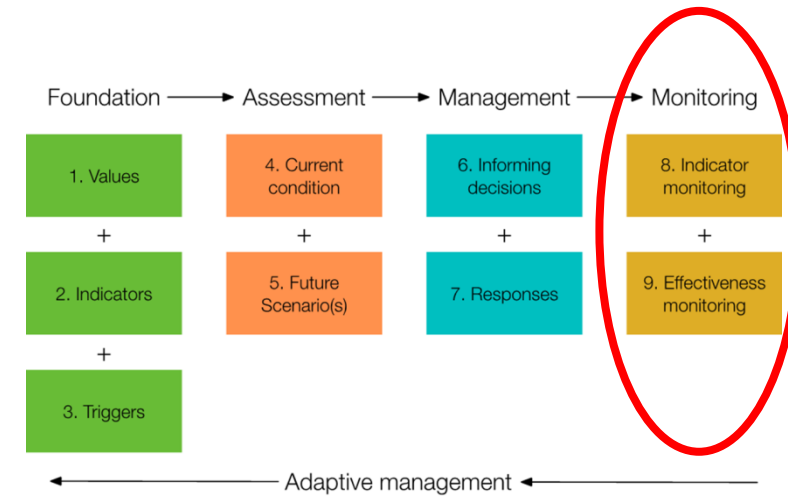 Foundation Assessment Management Monitoring
1. Values
4. Current
condition
6. Informing
decisions
8. Indicator
monitoring
+ + + +
2. Indicators
5. Future
Scenario(s)
7. Responses
9. Effectiveness
monitoring
+
3. Triggers
Adaptive management